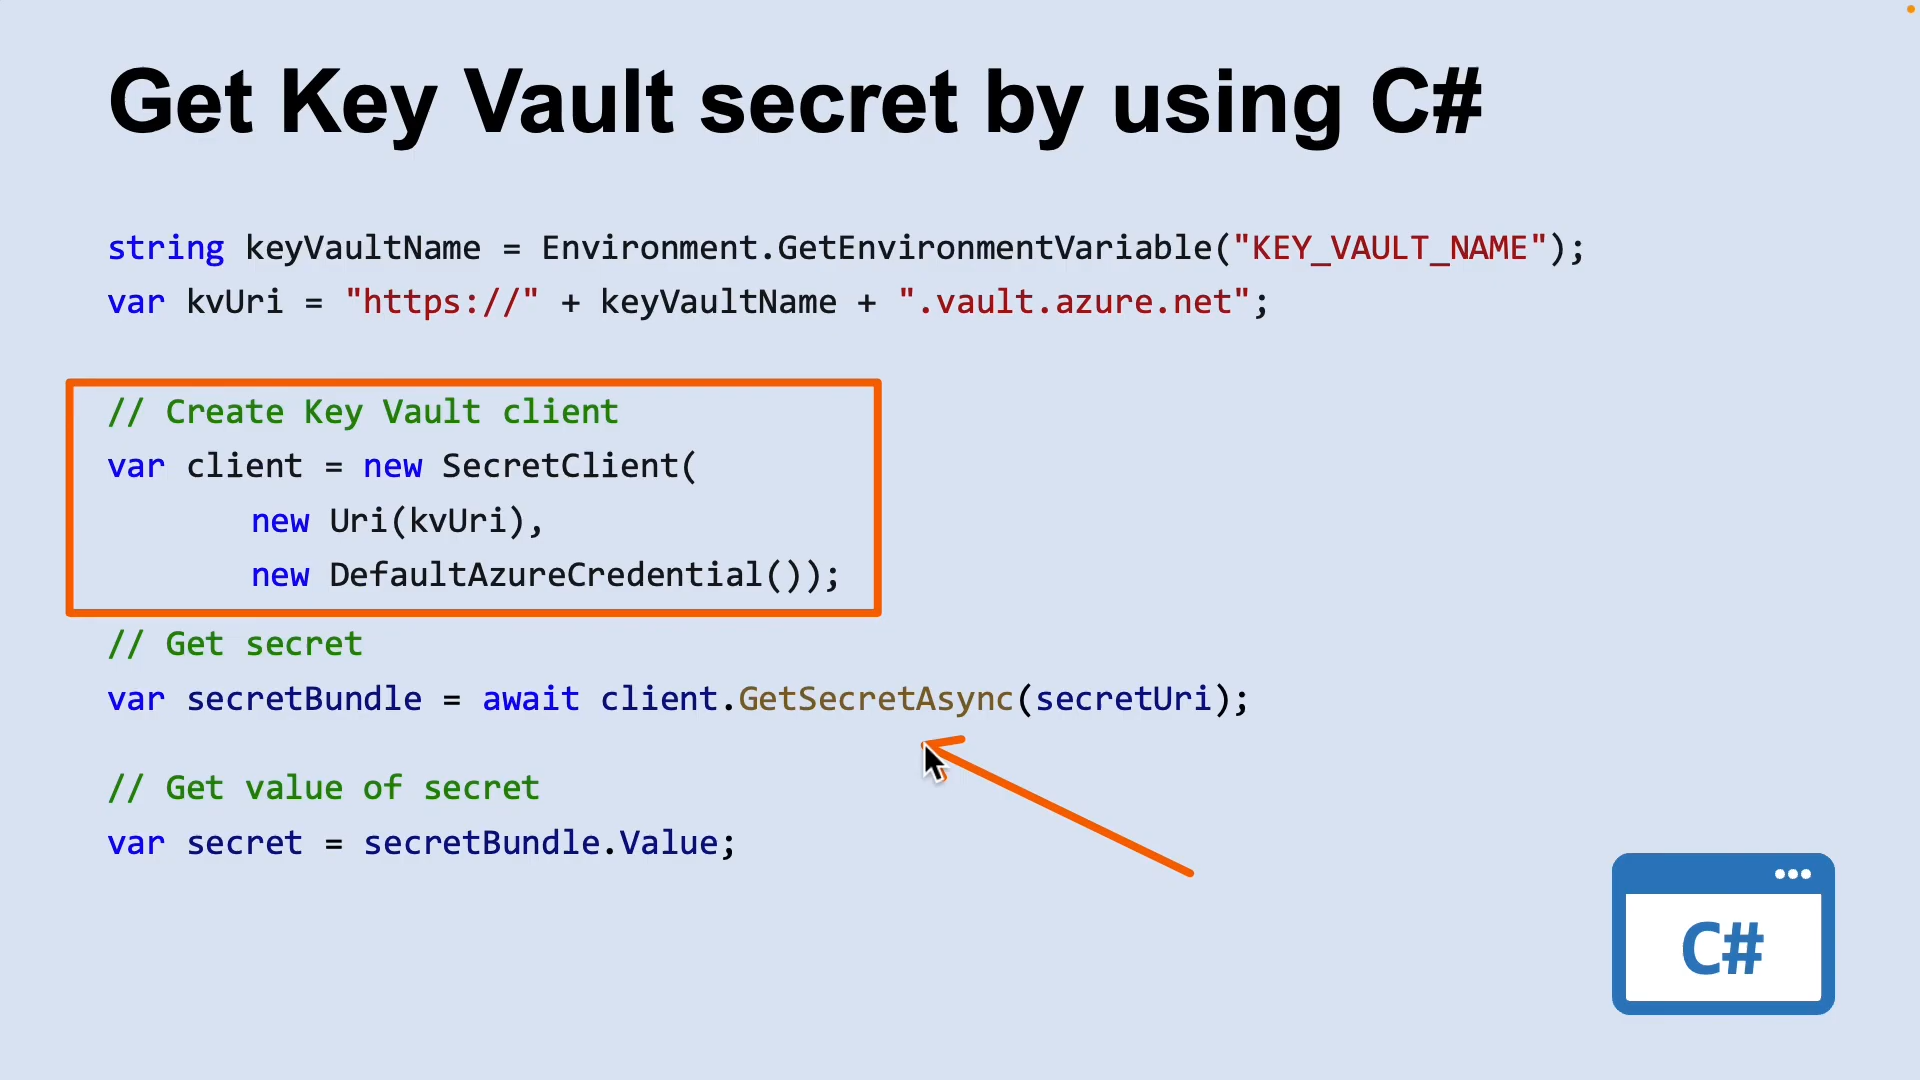 Get Key Vault secret by using C#
string keyVaultName = Environment.GetEnvironmentVariable("KEY_VAULT_NAME");
var kvUri = "https://" + keyVaultName + ".vault.azure.net";
// Create Key Vault client
var client = new SecretClient(
new Uri(kvUri),
new DefaultAzureCredential());
// Get secret
var secretBundle = await client.GetSecretAsync(secretUri);
// Get value of secret
var secret = secretBundle.Value;
C#